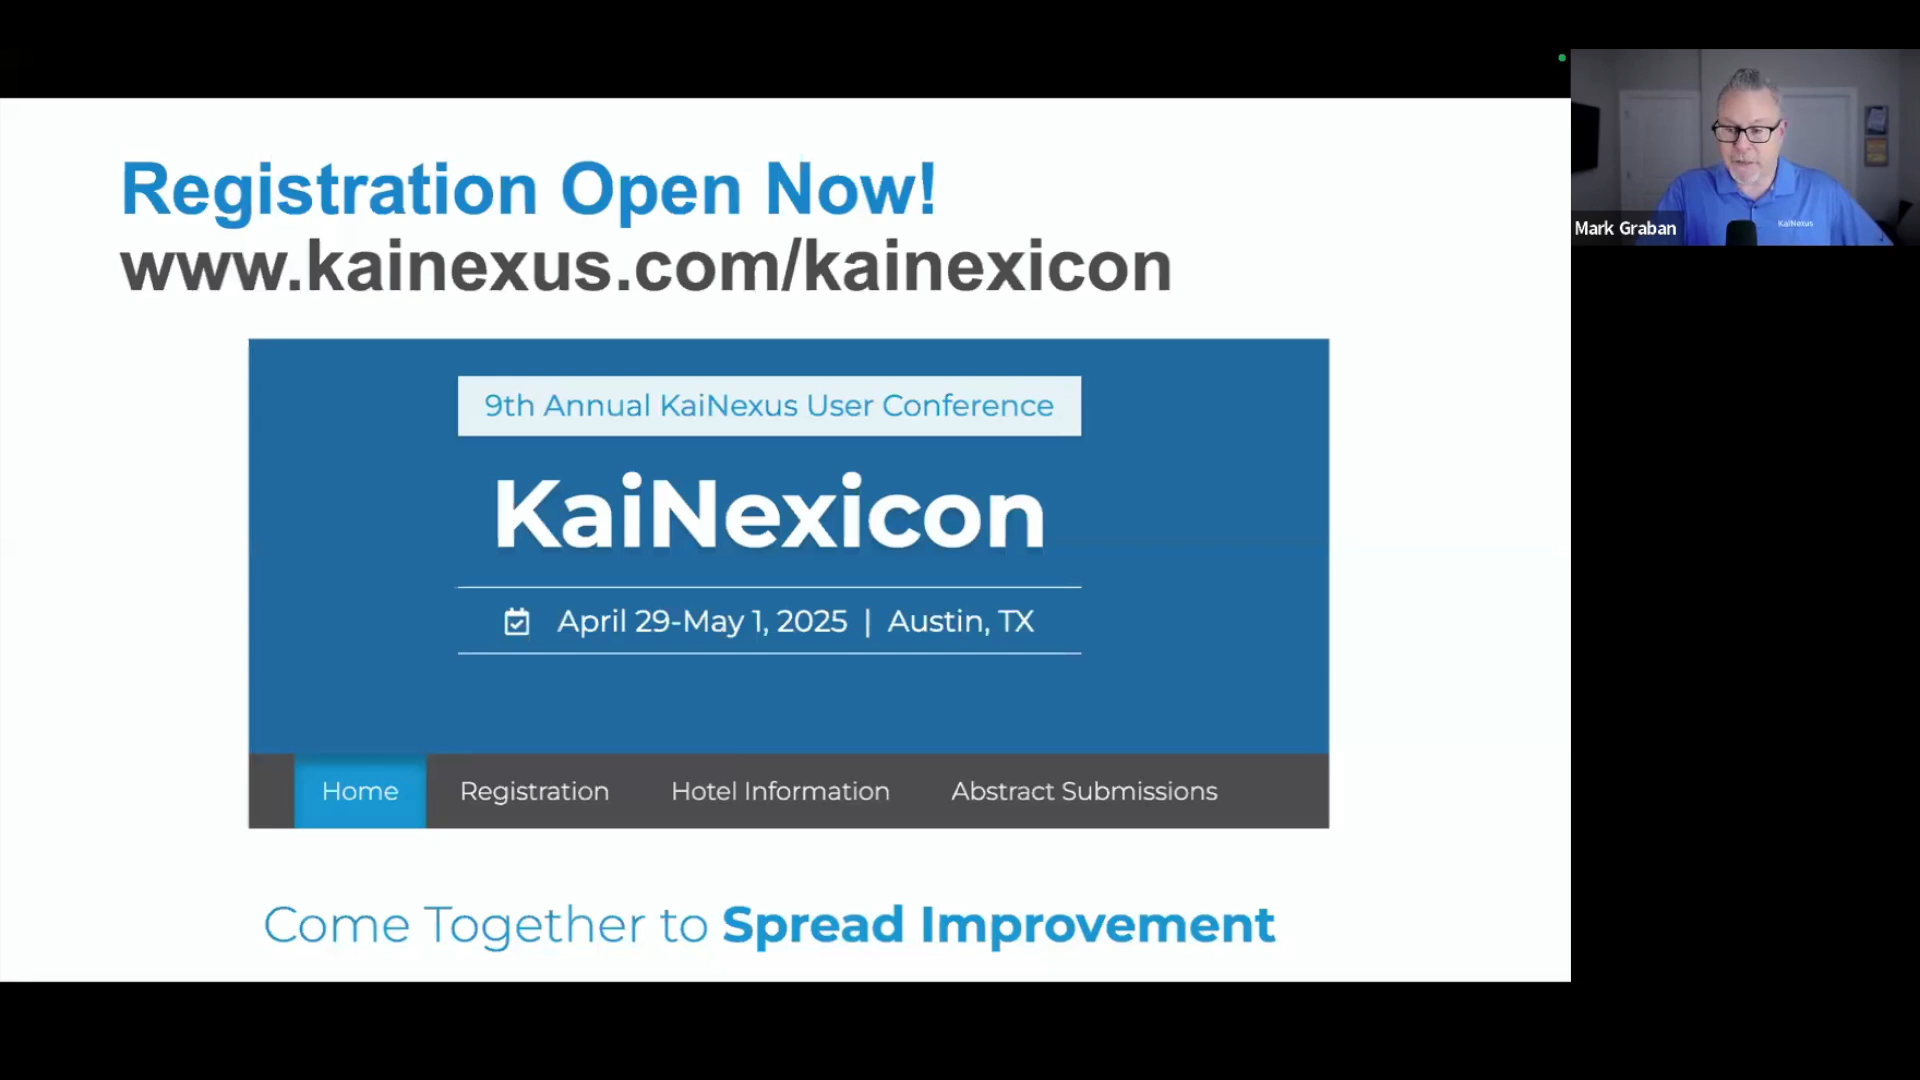 Registration Open Now!
www.kainexus.com/kainexicon
9th Annual KaiNexus User Conference
KaiNexicon
April 29-May 1, 2025 | Austin, TX
Home Registration Hotel Information Abstract Submissions
Come Together to Spread Improvement
Mark Graban
KaiNexus